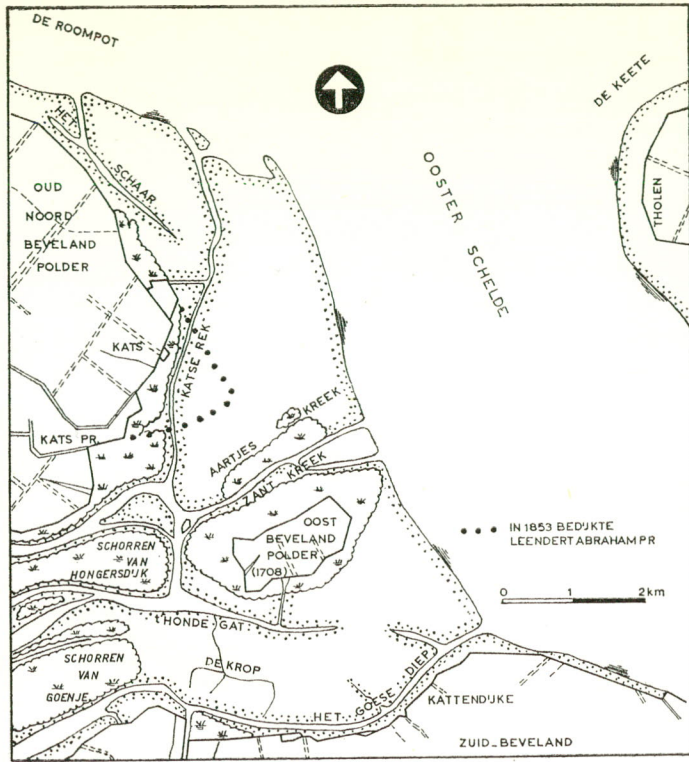 DE ROOMPOT
DE KEETE
HET
SCHAAR
OOSTER SCHELDE
OUD
NOORD
BEVELAND
POLDER
THOLEN
KATS
KATSE REK
KATS PR.
AARTJES KREEK
ZANT KREEK
OOST
BEVELAND
POLDER
(1708)
IN 1853 BEDIJKTE
LEENDERT ABRAHAM PR
0 1 2km
SCHORREN
VAN
HONGERSDIJK
t'HONDE GAT
DE KROP
SCHORREN
VAN
GOENJE
HET GOESE DIEP
KATTENDIJKE
ZUID-BEVELAND